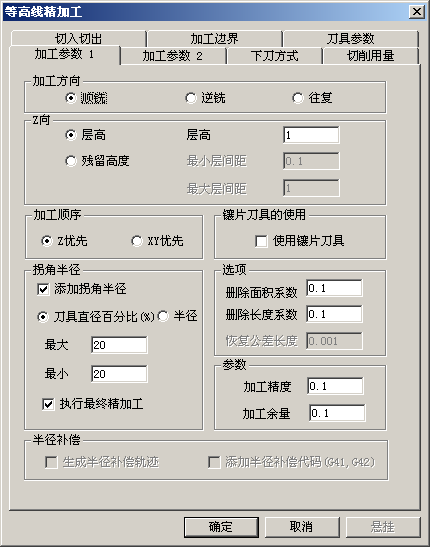 等高线精加工
切入切出 加工边界 刀具参数
加工参数 1 加工参数 2 下刀方式 切削用量
加工方向
顺铣 逆铣 往复
Z向
层高 层高 1
残留高度 最小层间距 0.1
最大层间距 1
加工顺序
Z优先 XY优先
镶片刀具的使用
使用镶片刀具
拐角半径
添加拐角半径
刀具直径百分比(%) 半径
最大 20
最小 20
执行最终精加工
选项
删除面积系数 0.1
删除长度系数 0.1
恢复公差长度 0.001
参数
加工精度 0.1
加工余量 0.1
半径补偿
生成半径补偿轨迹 添加半径补偿代码(G41,G42)
确定 取消 悬挂